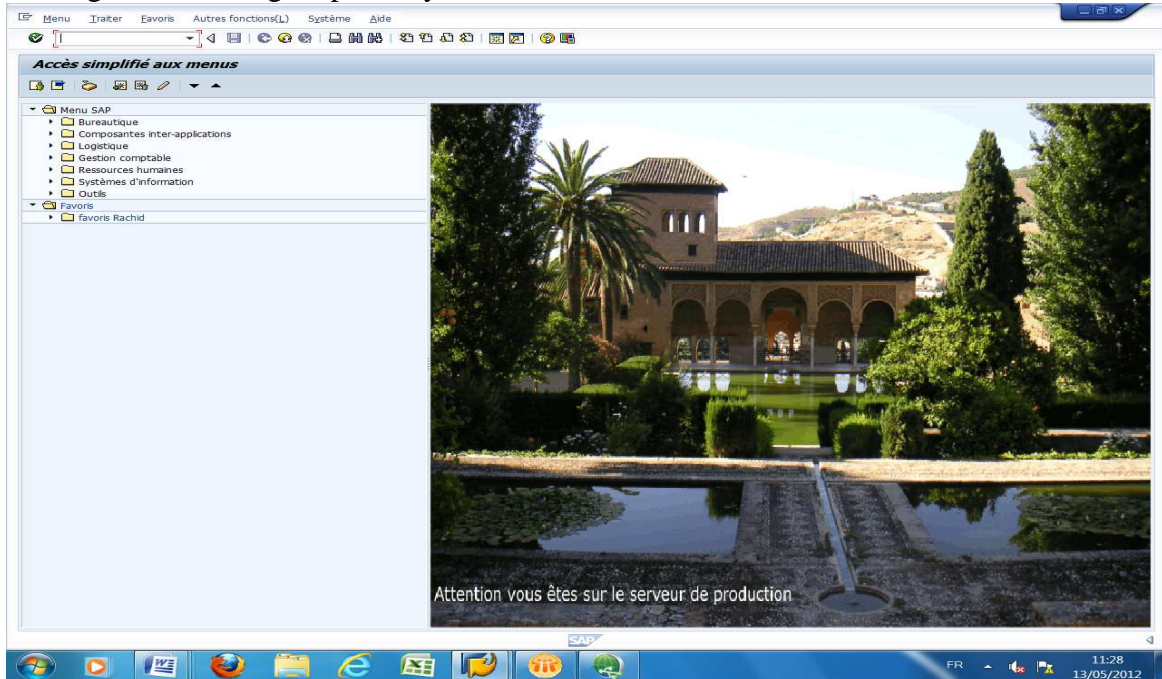 Menu Traiter Favoris Autres fonctions(L) Système Aide
Accès simplifié aux menus
Menu SAP
Bureautique
Composantes inter-applications
Logistique
Gestion comptable
Ressources humaines
Systèmes d'information
Outils
Favoris
favoris Rachid
Attention vous êtes sur le serveur de production
SAP
FR 11:28
13/05/2012